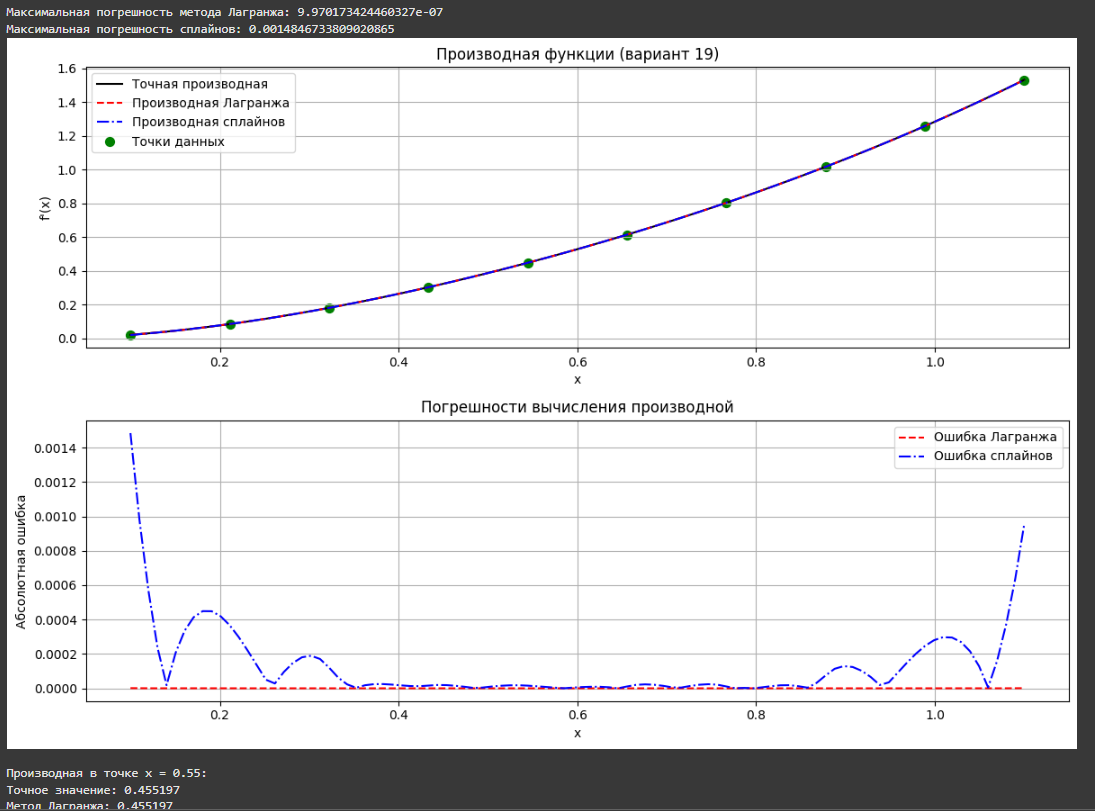 Максимальная погрешность метода Лагранжа: 9.970173424460327e-07
Максимальная погрешность сплайнов: 0.0014846733809020865
Производная функции (вариант 19)
1.6
1.4
1.2
1.0
0.8
0.6
0.4
0.2
0.0
f'(x)
Точная производная
Производная Лагранжа
Производная сплайнов
Точки данных
0.2 0.4 0.6 0.8 1.0
x
Погрешности вычисления производной
0.0014
0.0012
0.0010
0.0008
0.0006
0.0004
0.0002
0.0000
Абсолютная ошибка
Ошибка Лагранжа
Ошибка сплайнов
0.2 0.4 0.6 0.8 1.0
x
Производная в точке x = 0.55:
Точное значение: 0.455197
Метод Лагранжа: 0.455197